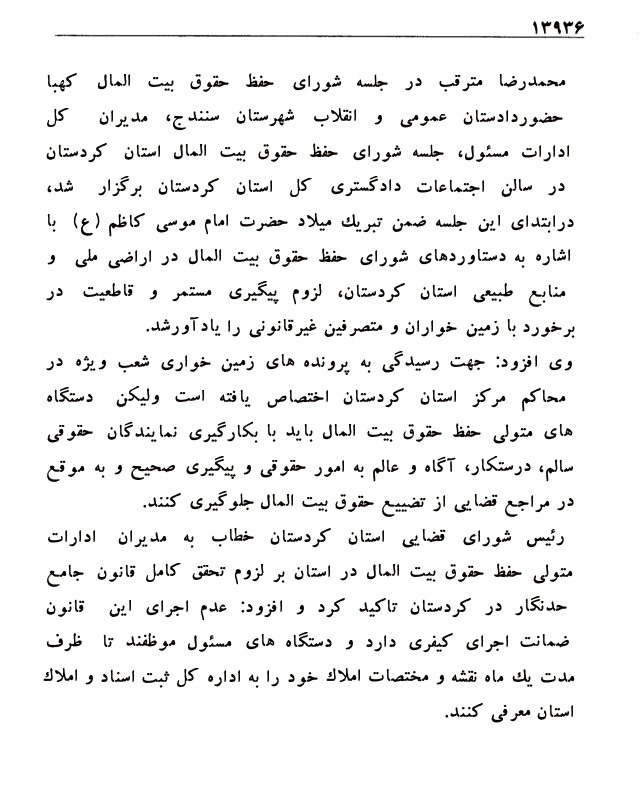 ۱۳۹۳۶
محمدرضا مترقب در جلسه شورای حفظ حقوق بیت المال کهبا
حضوردادستان عمومی و انقلاب شهرستان سنندج، مدیران کل
ادارات مسئول، جلسه شورای حفظ حقوق بیت المال استان کردستان
در سالن اجتماعات دادگستری کل استان کردستان برگزار شد،
درابتدای این جلسه ضمن تبریک میلاد حضرت امام موسی کاظم (ع) با
اشاره به دستاوردهای شورای حفظ حقوق بیت المال در اراضی ملی و
منابع طبیعی استان کردستان، لزوم پیگیری مستمر و قاطعیت در
برخورد با زمین خواران و متصرفین غیرقانونی را یادآورشد.
وی افزود: جهت رسیدگی به پرونده های زمین خواری شعب ویژه در
محاکم مرکز استان کردستان اختصاص یافته است ولیکن دستگاه
های متولی حفظ حقوق بیت المال باید با بکارگیری نمایندگان حقوقی
سالم، درستکار، آگاه و عالم به امور حقوقی و پیگیری صحیح و به موقع
در مراجع قضایی از تضییع حقوق بیت المال جلوگیری کنند.
رئیس شورای قضایی استان کردستان خطاب به مدیران ادارات
متولی حفظ حقوق بیت المال در استان بر لزوم تحقق کامل قانون جامع
حدنگار در کردستان تاکید کرد و افزود: عدم اجرای این قانون
ضمانت اجرای کیفری دارد و دستگاه های مسئول موظفند تا ظرف
مدت یک ماه نقشه و مختصات املاک خود را به اداره کل ثبت اسناد و املاک
استان معرفی کنند.